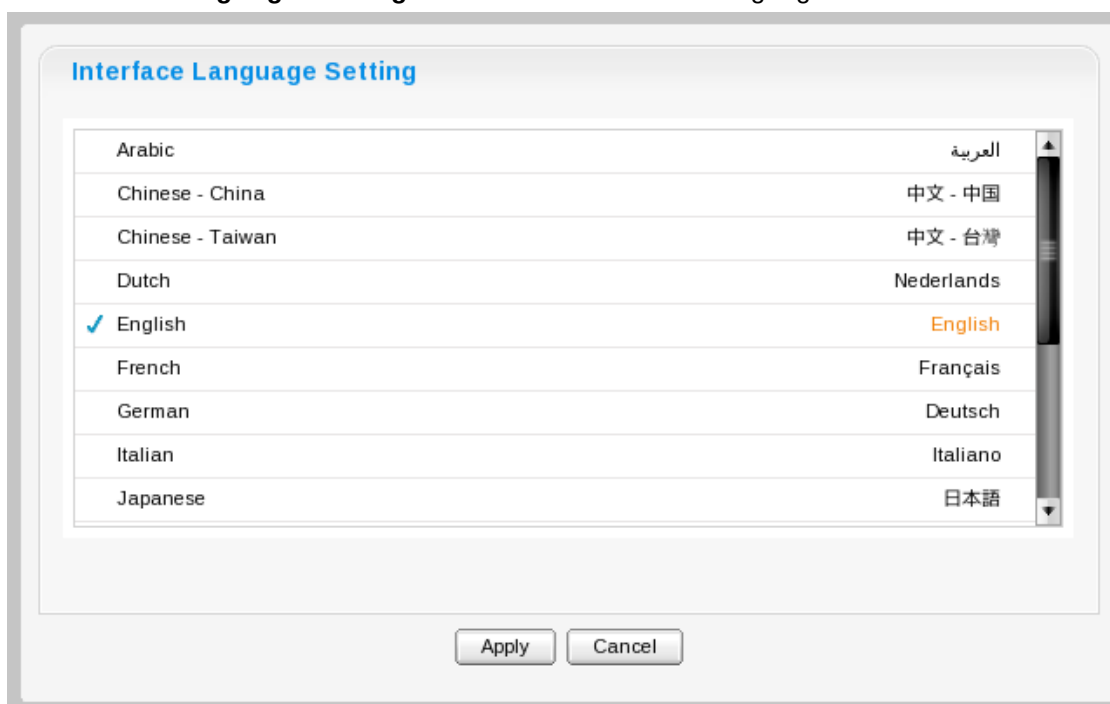 Interface Language Setting
Arabic العربية
Chinese - China 中文 - 中国
Chinese - Taiwan 中文 - 台灣
Dutch Nederlands
English English
French Français
German Deutsch
Italian Italiano
Japanese 日本語
Apply Cancel